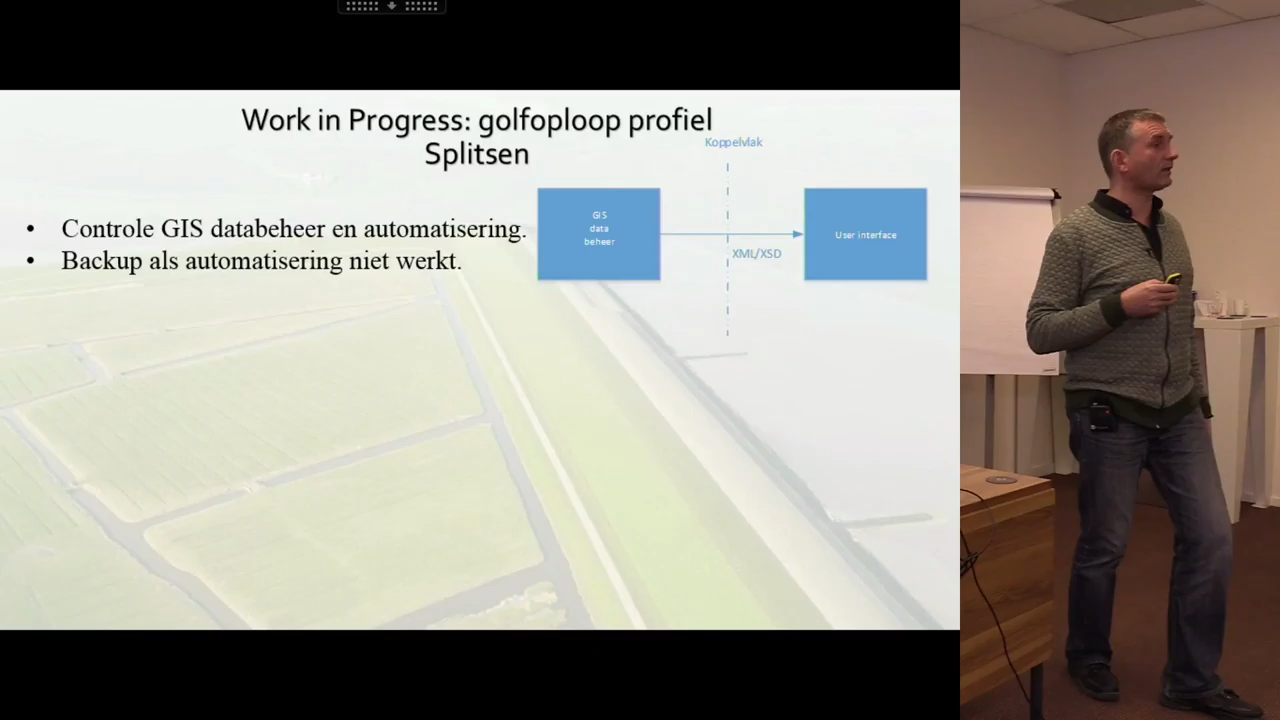 Work in Progress: golfoploop profiel
Splitsen
Koppelvlak
• Controle GIS databeheer en automatisering.
• Backup als automatisering niet werkt.
GIS
data
beheer
XML/XSD
User interface